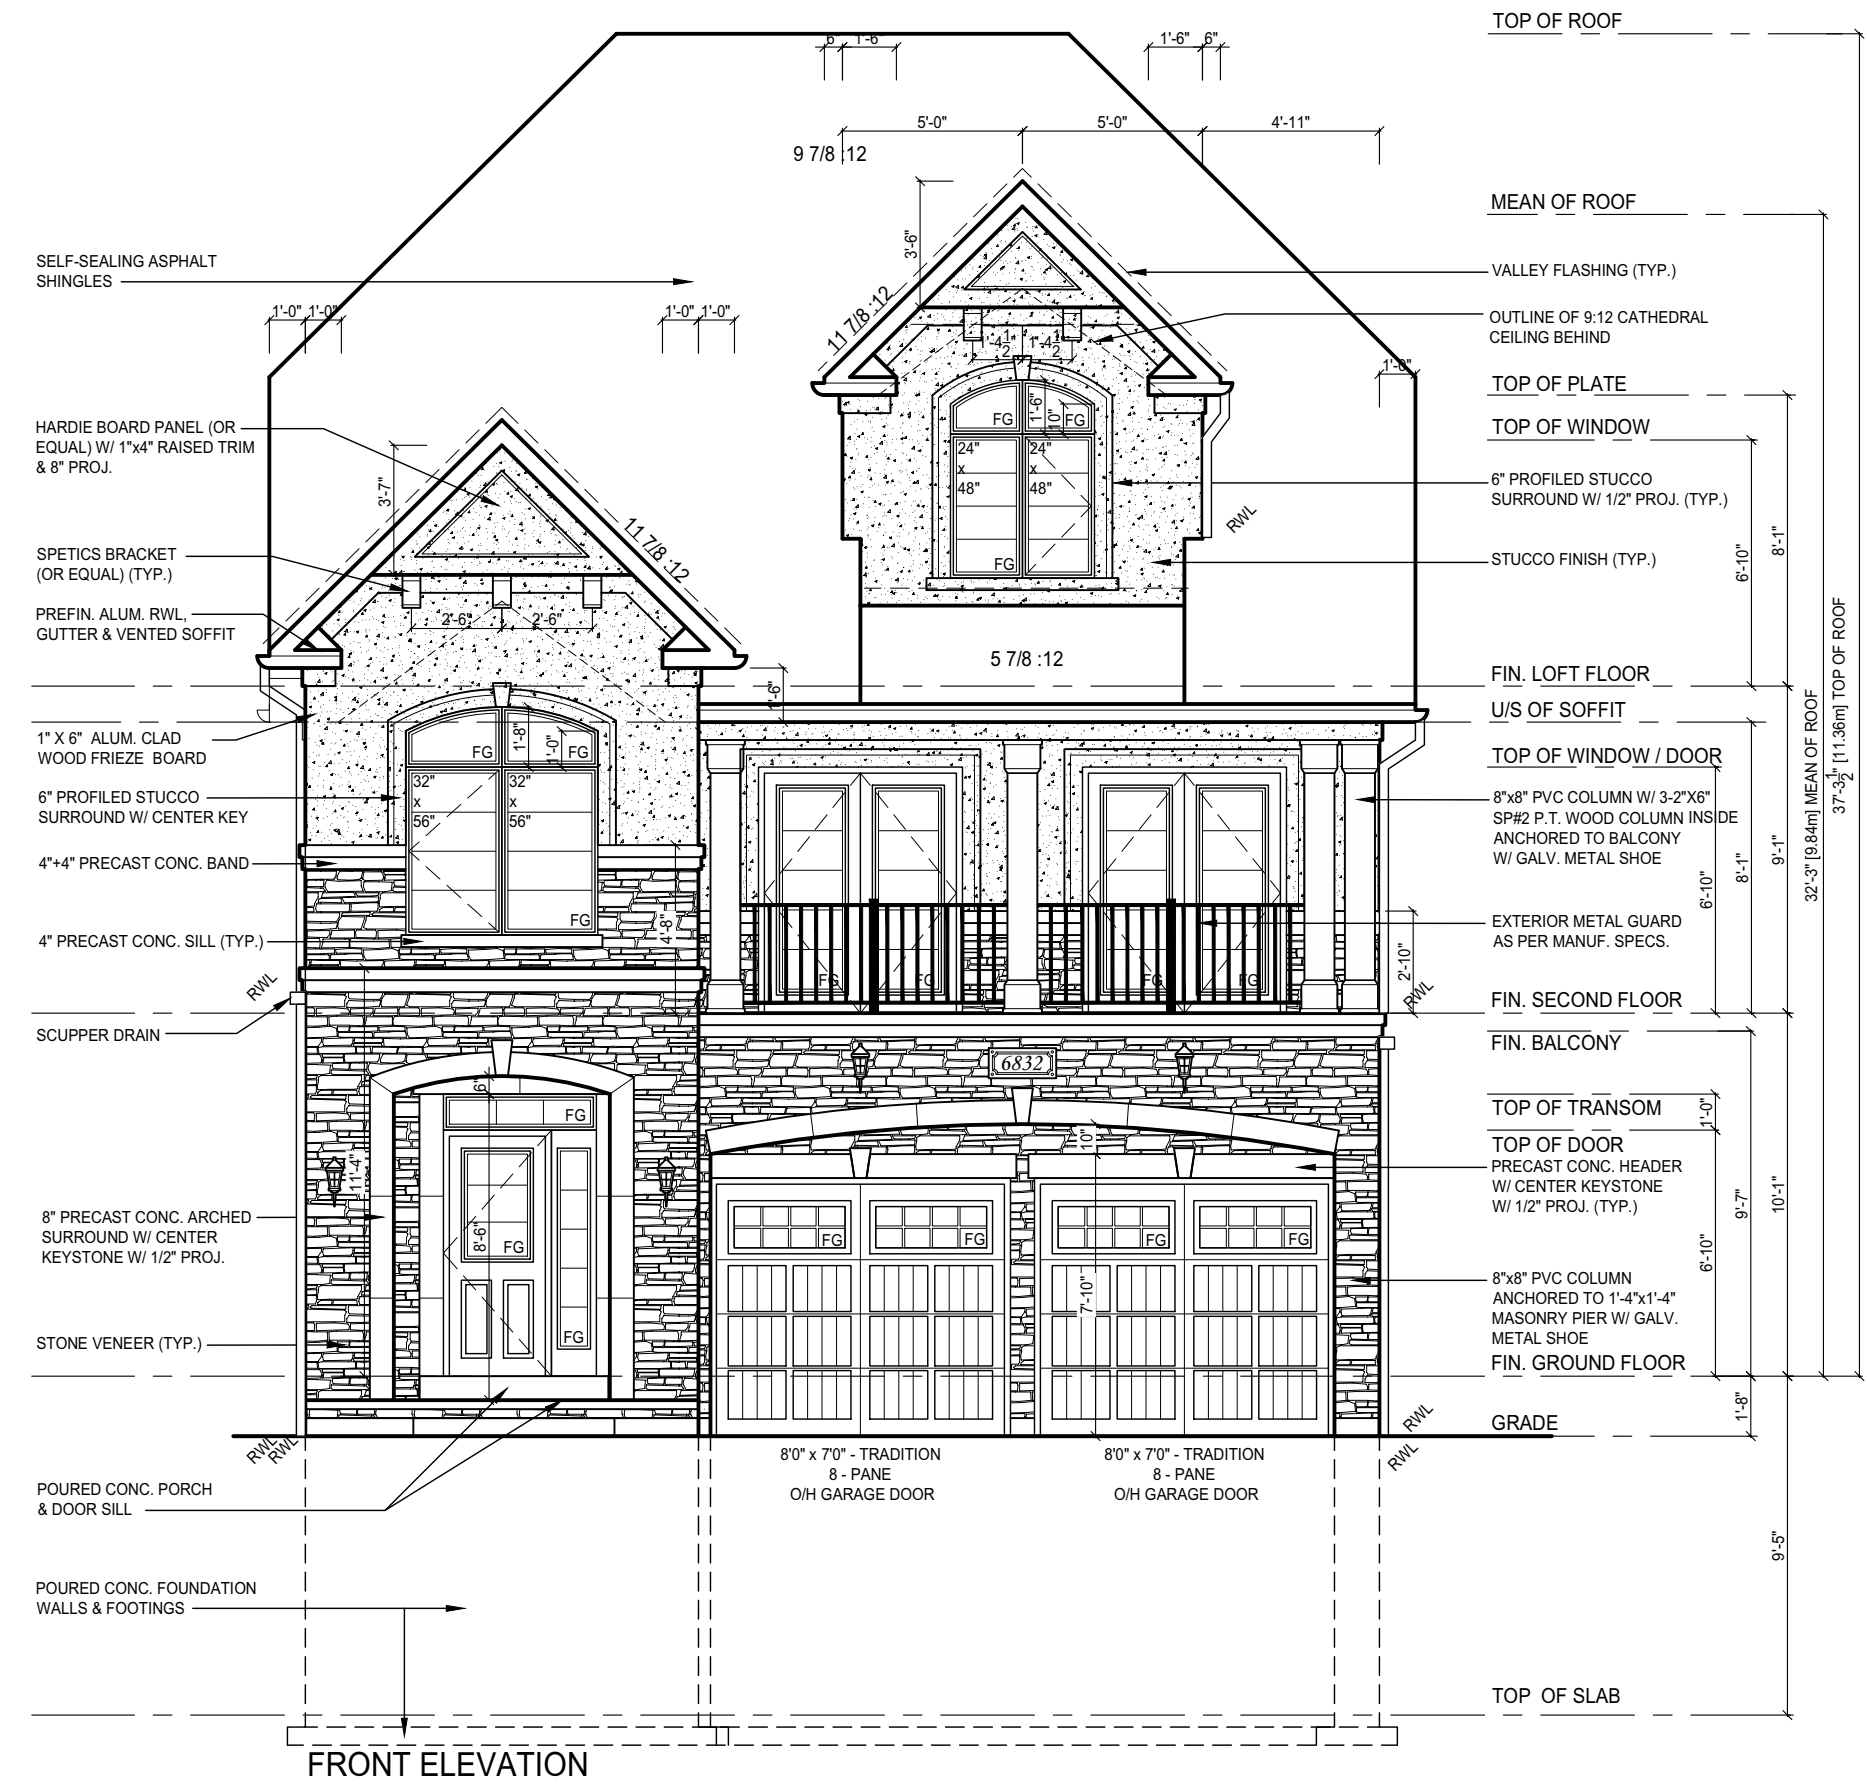 TOP OF ROOF
6" 1'-6"
1'-6" 6"
5'-0" 5'-0" 4'-11"
9 7/8 :12
MEAN OF ROOF
3'-6"
SELF-SEALING ASPHALT
SHINGLES
VALLEY FLASHING (TYP.)
1'-0" 1'-0"
1'-0" 1'-0"
11 7/8 :12
OUTLINE OF 9:12 CATHEDRAL
CEILING BEHIND
1'-4 1/2" 1'-4 1/2"
1'-0"
TOP OF PLATE
1'-6"
10"
FG FG
TOP OF WINDOW
HARDIE BOARD PANEL (OR
EQUAL) W/ 1"x4" RAISED TRIM
& 8" PROJ.
24"
x
48"
24"
x
48"
3'-7"
6" PROFILED STUCCO
SURROUND W/ 1/2" PROJ. (TYP.)
RWL
11 7/8 :12
SPETICS BRACKET
(OR EQUAL) (TYP.)
FG
STUCCO FINISH (TYP.)
6'-10"
8'-1"
PREFIN. ALUM. RWL,
GUTTER & VENTED SOFFIT
2'-6" 2'-6"
5 7/8 :12
FIN. LOFT FLOOR
1'-6"
U/S OF SOFFIT
1" X 6" ALUM. CLAD
WOOD FRIEZE BOARD
FG FG
1'-8"
1'-0"
TOP OF WINDOW / DOOR
6" PROFILED STUCCO
SURROUND W/ CENTER KEY
32"
x
56"
32"
x
56"
8"x8" PVC COLUMN W/ 3-2"X6"
SP#2 P.T. WOOD COLUMN INSIDE
ANCHORED TO BALCONY
W/ GALV. METAL SHOE
4"+4" PRECAST CONC. BAND
6'-10"
8'-1"
9'-1"
32'-3" [9.84m] MEAN OF ROOF
37'-3 1/2" [11.36m] TOP OF ROOF
FG
4'-8"
4" PRECAST CONC. SILL (TYP.)
EXTERIOR METAL GUARD
AS PER MANUF. SPECS.
FG FG FG FG
2'-10"
RWL
RWL
FIN. SECOND FLOOR
SCUPPER DRAIN
FIN. BALCONY
6832
6"
FG
TOP OF TRANSOM
1'-0"
10"
TOP OF DOOR
PRECAST CONC. HEADER
W/ CENTER KEYSTONE
W/ 1/2" PROJ. (TYP.)
11'-4"
8" PRECAST CONC. ARCHED
SURROUND W/ CENTER
KEYSTONE W/ 1/2" PROJ.
8'-6"
FG
FG FG FG FG
9'-7"
10'-1"
6'-10"
7'-10"
8"x8" PVC COLUMN
ANCHORED TO 1'-4"x1'-4"
MASONRY PIER W/ GALV.
METAL SHOE
STONE VENEER (TYP.)
FG
FIN. GROUND FLOOR
1'-8"
RWL
GRADE
RWL
RWL
RWL
8'0" x 7'0" - TRADITION
8 - PANE
O/H GARAGE DOOR
8'0" x 7'0" - TRADITION
8 - PANE
O/H GARAGE DOOR
POURED CONC. PORCH
& DOOR SILL
9'-5"
POURED CONC. FOUNDATION
WALLS & FOOTINGS
TOP OF SLAB
FRONT ELEVATION